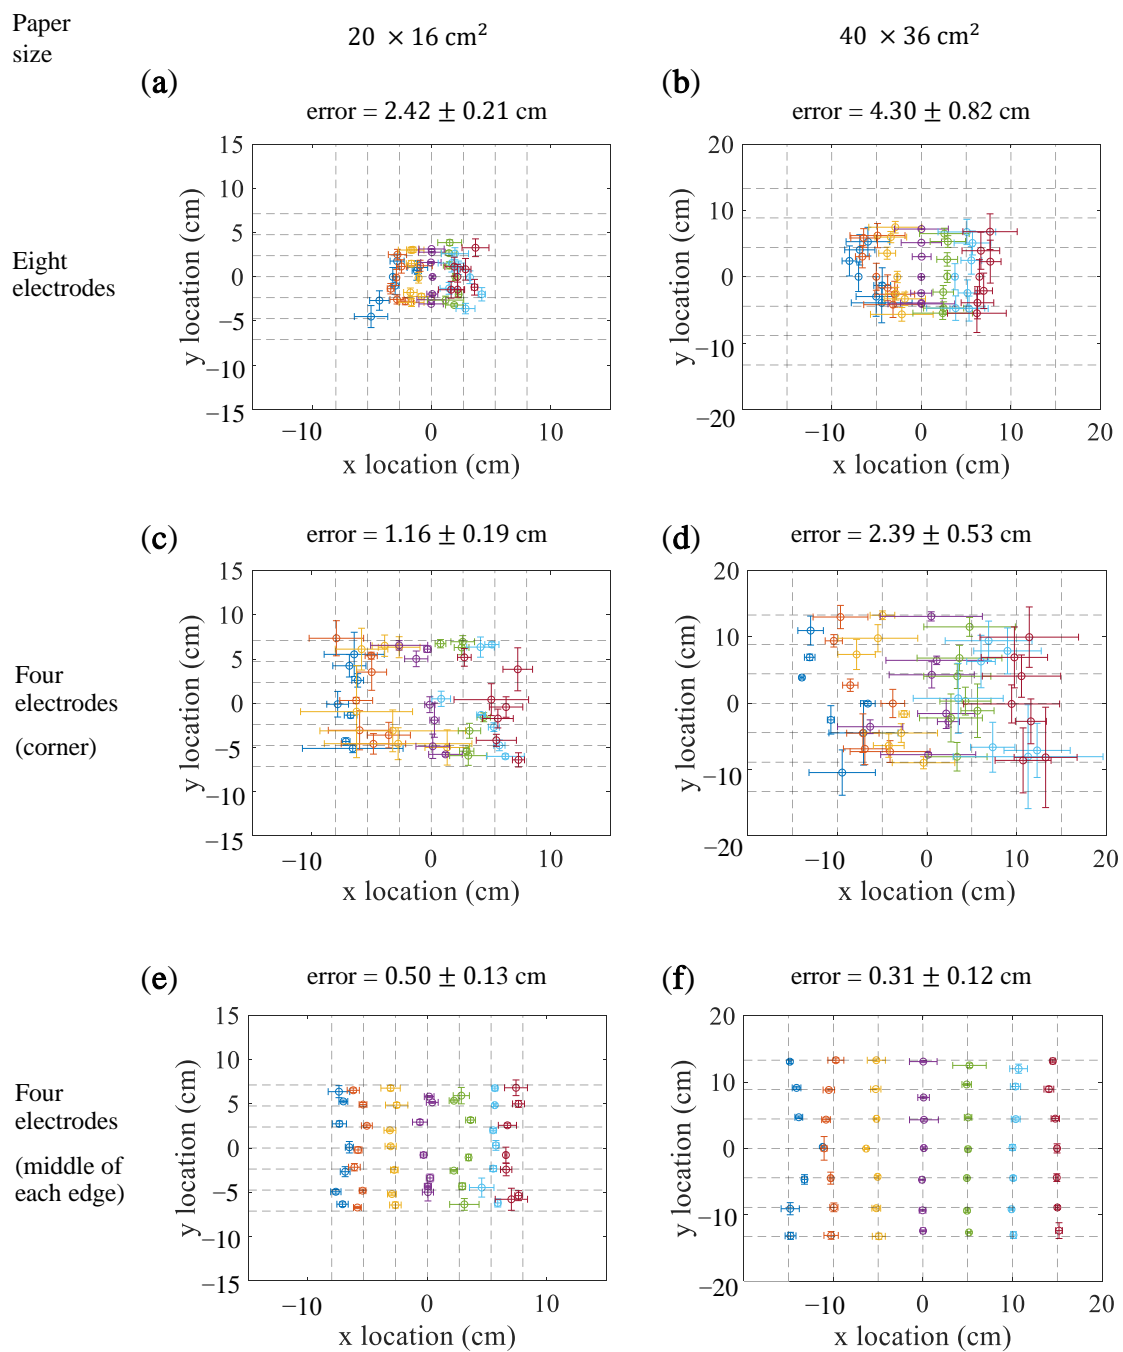 Paper
size
20 × 16 cm²
40 × 36 cm²
(a)
(b)
error = 2.42 ± 0.21 cm
error = 4.30 ± 0.82 cm
Eight
electrodes
15
10
5
0
−5
−10
−15
y location (cm)
−10
0
10
x location (cm)
20
10
0
−10
−20
y location (cm)
−10
0
10
20
x location (cm)
(c)
(d)
error = 1.16 ± 0.19 cm
error = 2.39 ± 0.53 cm
Four
electrodes
(corner)
15
10
5
0
−5
−10
−15
y location (cm)
−10
0
10
x location (cm)
20
10
0
−10
−20
y location (cm)
−10
0
10
20
x location (cm)
(e)
(f)
error = 0.50 ± 0.13 cm
error = 0.31 ± 0.12 cm
Four
electrodes
(middle of
each edge)
15
10
5
0
−5
−10
−15
y location (cm)
−10
0
10
x location (cm)
20
10
0
−10
−20
y location (cm)
−10
0
10
20
x location (cm)